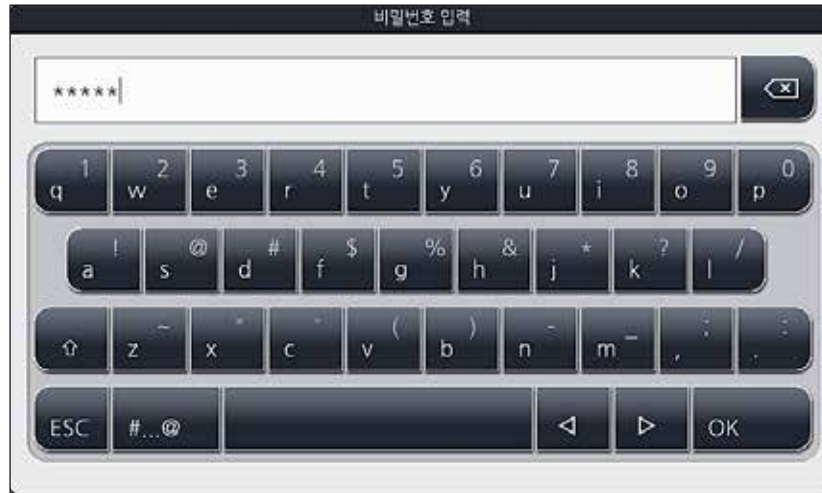 비밀번호 입력
*****
1 2 3 4 5 6 7 8 9 0
q w e r t y u i o p
! @ # $ % & * ? /
a s d f g h j k l
~ " ' ( ) - _ ; :
z x c v b n m , .
ESC #...@ OK